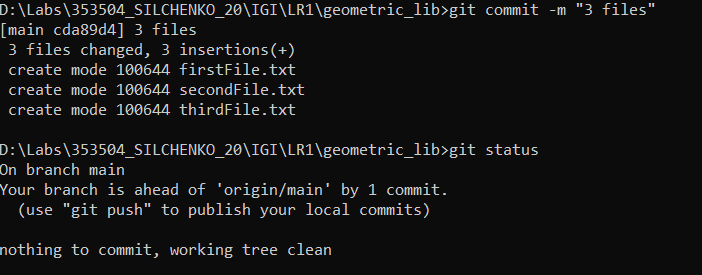 D:\Labs\353504_SILCHENKO_20\IGI\LR1\geometric_lib>git commit -m "3 files"
[main cda89d4] 3 files
 3 files changed, 3 insertions(+)
 create mode 100644 firstFile.txt
 create mode 100644 secondFile.txt
 create mode 100644 thirdFile.txt

D:\Labs\353504_SILCHENKO_20\IGI\LR1\geometric_lib>git status
On branch main
Your branch is ahead of 'origin/main' by 1 commit.
  (use "git push" to publish your local commits)

nothing to commit, working tree clean